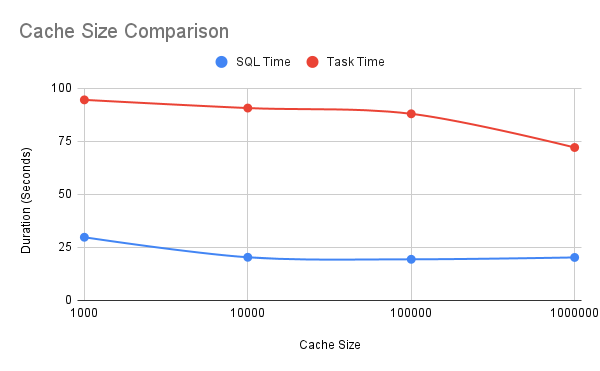 Cache Size Comparison
SQL Time Task Time
100
75
50
25
0
Duration (Seconds)
1000 10000 100000 1000000
Cache Size